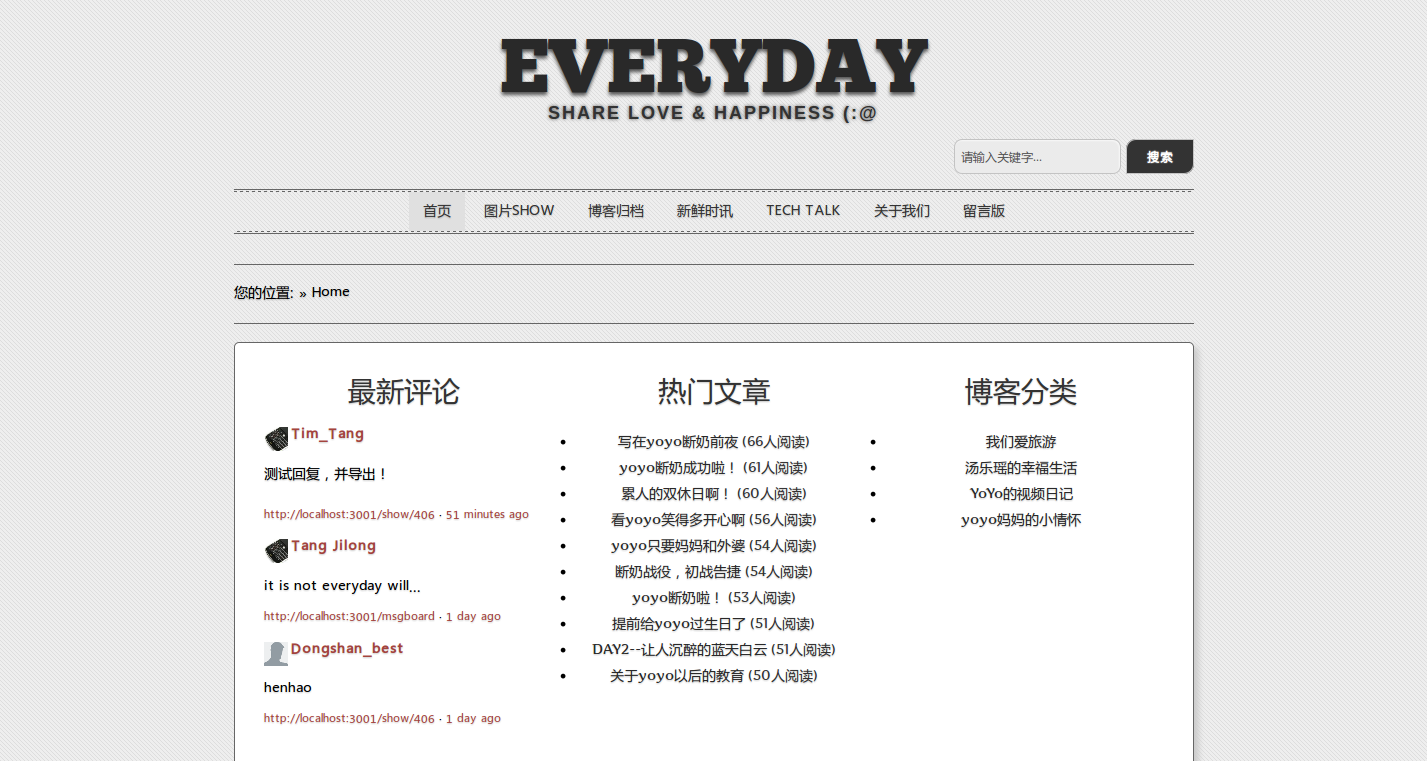 EVERYDAY
SHARE LOVE & HAPPINESS (:@
请输入关键字...
搜索
首页 图片SHOW 博客归档 新鲜时讯 TECH TALK 关于我们 留言版
您的位置: » Home
最新评论
Tim_Tang
测试回复，并导出！
http://localhost:3001/show/406 · 51 minutes ago
Tang Jilong
it is not everyday will...
http://localhost:3001/msgboard · 1 day ago
Dongshan_best
henhao
http://localhost:3001/show/406 · 1 day ago
热门文章
写在yoyo断奶前夜 (66人阅读)
yoyo断奶成功啦！ (61人阅读)
累人的双休日啊！ (60人阅读)
看yoyo笑得多开心啊 (56人阅读)
yoyo只要妈妈和外婆 (54人阅读)
断奶战役，初战告捷 (54人阅读)
yoyo断奶啦！ (53人阅读)
提前给yoyo过生日了 (51人阅读)
DAY2--让人沉醉的蓝天白云 (51人阅读)
关于yoyo以后的教育 (50人阅读)
博客分类
我们爱旅游
汤乐瑶的幸福生活
YoYo的视频日记
yoyo妈妈的小情怀